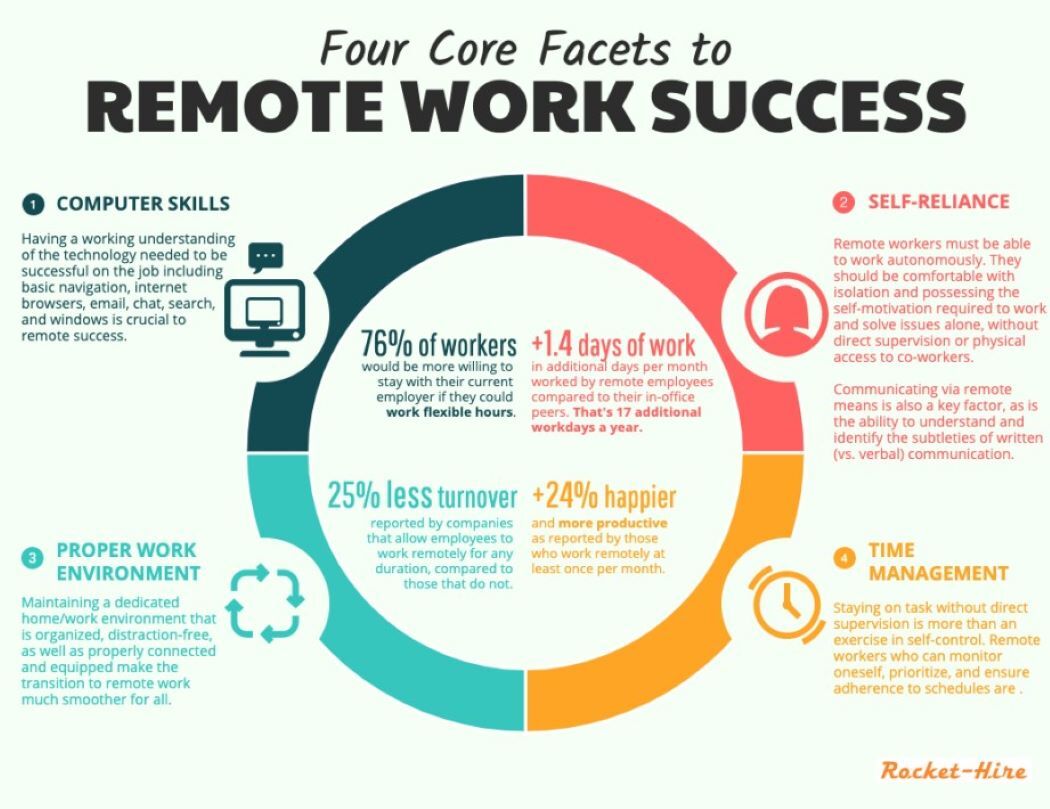 Four Core Facets to
REMOTE WORK SUCCESS
1 COMPUTER SKILLS
Having a working understanding
of the technology needed to be
successful on the job including
basic navigation, internet
browsers, email, chat, search,
and windows is crucial to
remote success.
2 SELF-RELIANCE
Remote workers must be able
to work autonomously. They
should be comfortable with
isolation and possessing the
self-motivation required to work
and solve issues alone, without
direct supervision or physical
access to co-workers.
Communicating via remote
means is also a key factor, as is
the ability to understand and
identify the subtleties of written
(vs. verbal) communication.
76% of workers
would be more willing to
stay with their current
employer if they could
work flexible hours.
+1.4 days of work
in additional days per month
worked by remote employees
compared to their in-office
peers. That's 17 additional
workdays a year.
25% less turnover
reported by companies
that allow employees to
work remotely for any
duration, compared to
those that do not.
+24% happier
and more productive
as reported by those
who work remotely at
least once per month.
3 PROPER WORK
ENVIRONMENT
Maintaining a dedicated
home/work environment that
is organized, distraction-free,
as well as properly connected
and equipped make the
transition to remote work
much smoother for all.
4 TIME
MANAGEMENT
Staying on task without direct
supervision is more than an
exercise in self-control. Remote
workers who can monitor
oneself, prioritize, and ensure
adherence to schedules are .
Rocket-Hire